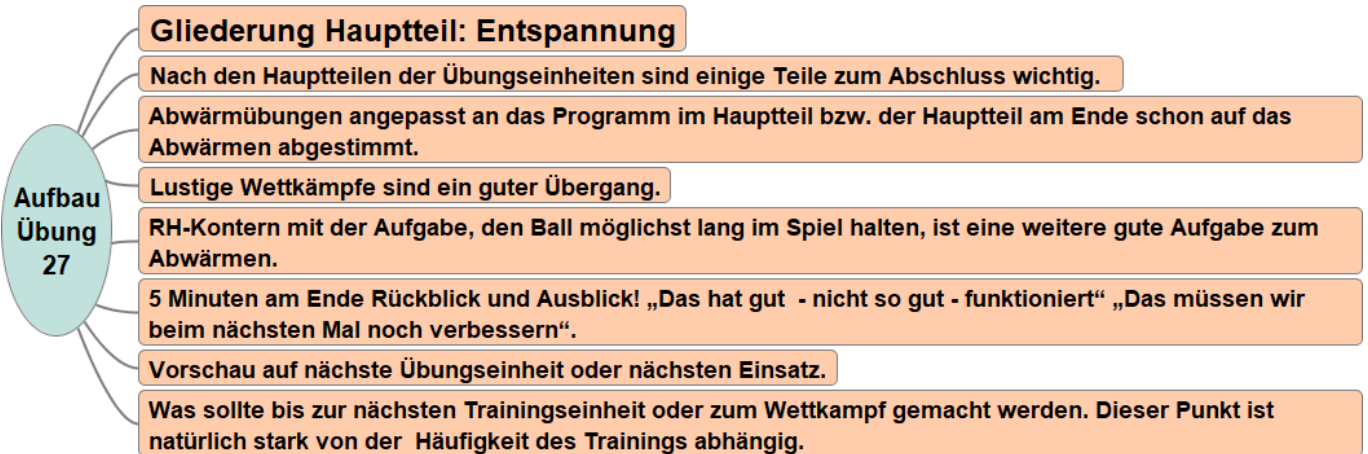 Aufbau
Übung
27
Gliederung Hauptteil: Entspannung
Nach den Hauptteilen der Übungseinheiten sind einige Teile zum Abschluss wichtig.
Abwärmübungen angepasst an das Programm im Hauptteil bzw. der Hauptteil am Ende schon auf das
Abwärmen abgestimmt.
Lustige Wettkämpfe sind ein guter Übergang.
RH-Kontern mit der Aufgabe, den Ball möglichst lang im Spiel halten, ist eine weitere gute Aufgabe zum
Abwärmen.
5 Minuten am Ende Rückblick und Ausblick! „Das hat gut  - nicht so gut - funktioniert“ „Das müssen wir
beim nächsten Mal noch verbessern“.
Vorschau auf nächste Übungseinheit oder nächsten Einsatz.
Was sollte bis zur nächsten Trainingseinheit oder zum Wettkampf gemacht werden. Dieser Punkt ist
natürlich stark von der  Häufigkeit des Trainings abhängig.